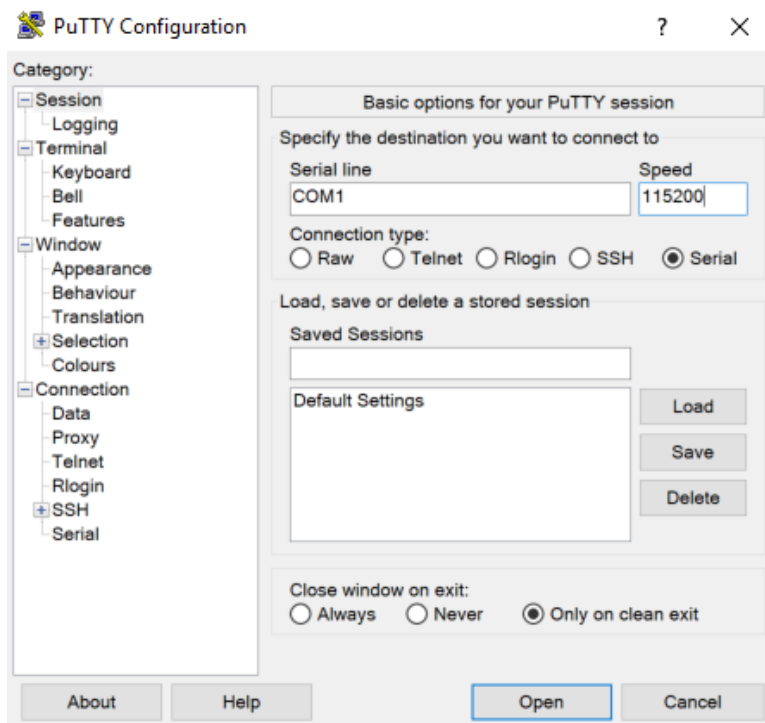 PuTTY Configuration
?
Category:
Session
Logging
Terminal
Keyboard
Bell
Features
Window
Appearance
Behaviour
Translation
Selection
Colours
Connection
Data
Proxy
Telnet
Rlogin
SSH
Serial
Basic options for your PuTTY session
Specify the destination you want to connect to
Serial line Speed
COM1 115200
Connection type:
Raw Telnet Rlogin SSH Serial
Load, save or delete a stored session
Saved Sessions
Default Settings
Load
Save
Delete
Close window on exit:
Always Never Only on clean exit
About Help Open Cancel